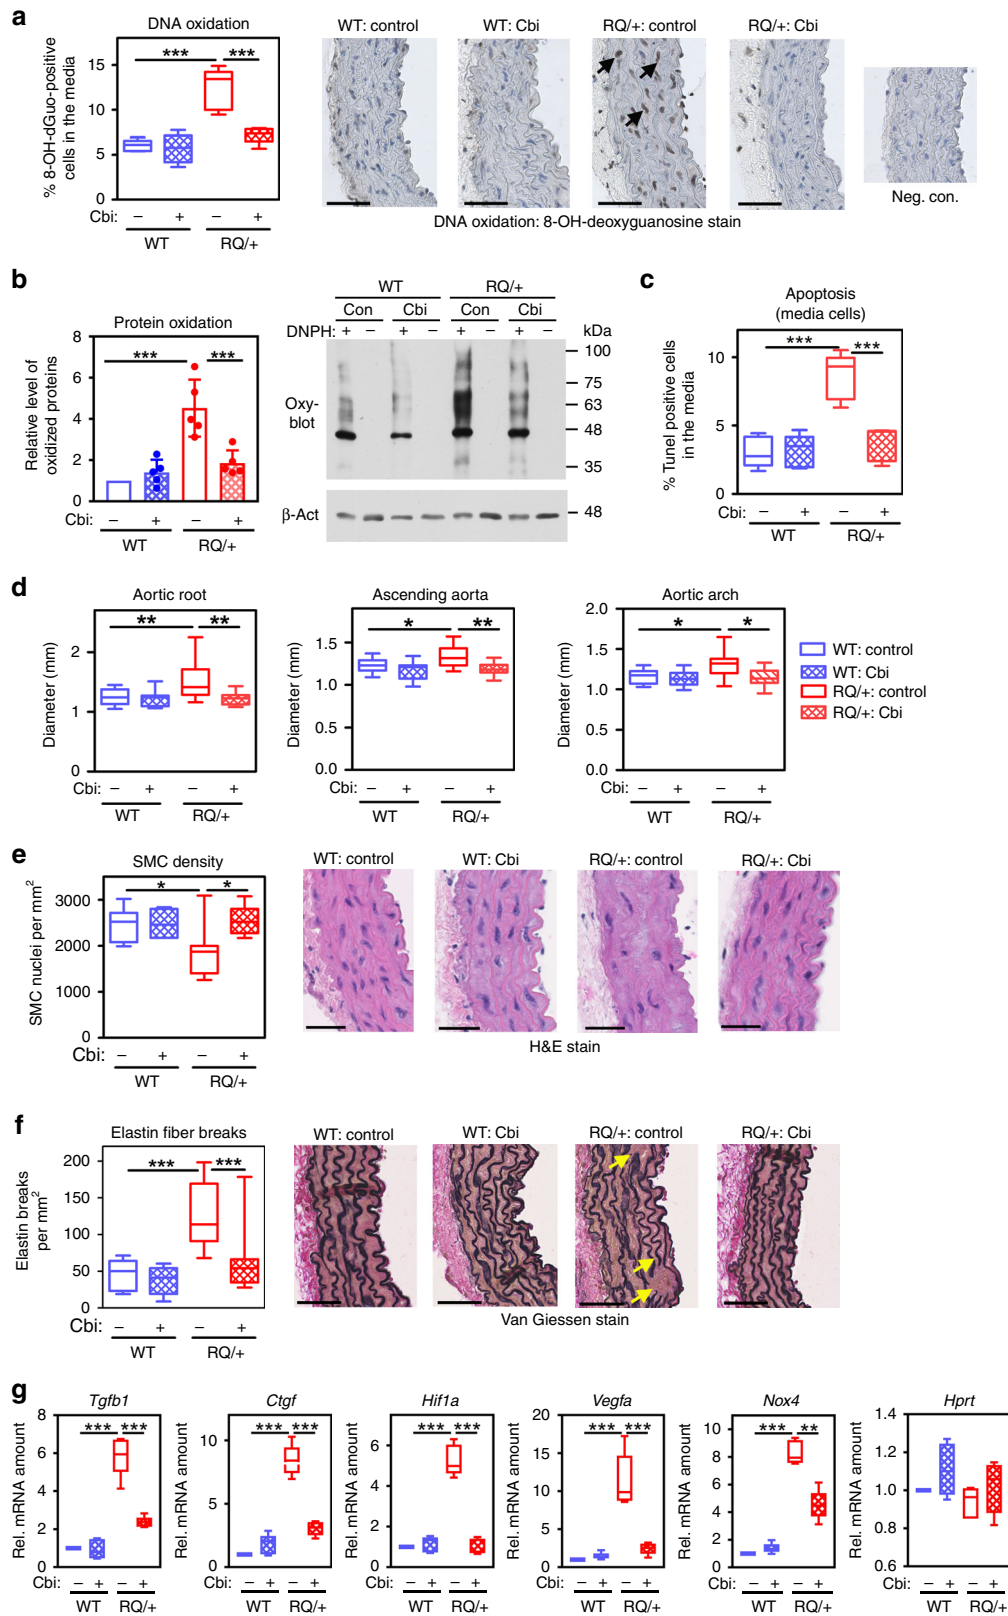 a
DNA oxidation
% 8-OH-dGuo-positive
cells in the media
15
10
5
0
*** ***
Cbi: – + – +
WT RQ/+
WT: control WT: Cbi RQ/+: control RQ/+: Cbi
Neg. con.
DNA oxidation: 8-OH-deoxyguanosine stain
b
Protein oxidation
Relative level of
oxidized proteins
8
6
4
2
0
*** ***
Cbi: – + – +
WT RQ/+
WT RQ/+
Con Cbi Con Cbi
DNPH: + – + – + – + – kDa
Oxy-
blot
100
75
63
48
35
β-Act
48
c
Apoptosis
(media cells)
% Tunel positive cells
in the media
10
5
0
*** ***
Cbi: – + – +
WT RQ/+
d
Aortic root
Diameter (mm)
2
1
0
** **
Cbi: – + – +
WT RQ/+
Ascending aorta
Diameter (mm)
1.5
1.0
0.5
0.0
* **
Cbi: – + – +
WT RQ/+
Aortic arch
Diameter (mm)
2.0
1.5
1.0
0.5
0.0
* *
Cbi: – + – +
WT RQ/+
WT: control
WT: Cbi
RQ/+: control
RQ/+: Cbi
e
SMC density
SMC nuclei per mm²
3000
2000
1000
0
* *
Cbi: – + – +
WT RQ/+
WT: control WT: Cbi RQ/+: control RQ/+: Cbi
H&E stain
f
Elastin fiber breaks
Elastin breaks
per mm²
200
150
100
50
0
*** ***
Cbi: – + – +
WT RQ/+
WT: control WT: Cbi RQ/+: control RQ/+: Cbi
Van Giessen stain
g
Tgfb1
Rel. mRNA amount
8
6
4
2
0
*** ***
Cbi: – + – +
WT RQ/+
Ctgf
Rel. mRNA amount
10
5
0
*** ***
Cbi: – + – +
WT RQ/+
Hif1a
Rel. mRNA amount
6
4
2
0
*** ***
Cbi: – + – +
WT RQ/+
Vegfa
Rel. mRNA amount
20
15
10
5
0
*** ***
Cbi: – + – +
WT RQ/+
Nox4
Rel. mRNA amount
10
5
0
*** **
Cbi: – + – +
WT RQ/+
Hprt
Rel. mRNA amount
1.4
1.2
1.0
0.8
0.6
Cbi: – + – +
WT RQ/+